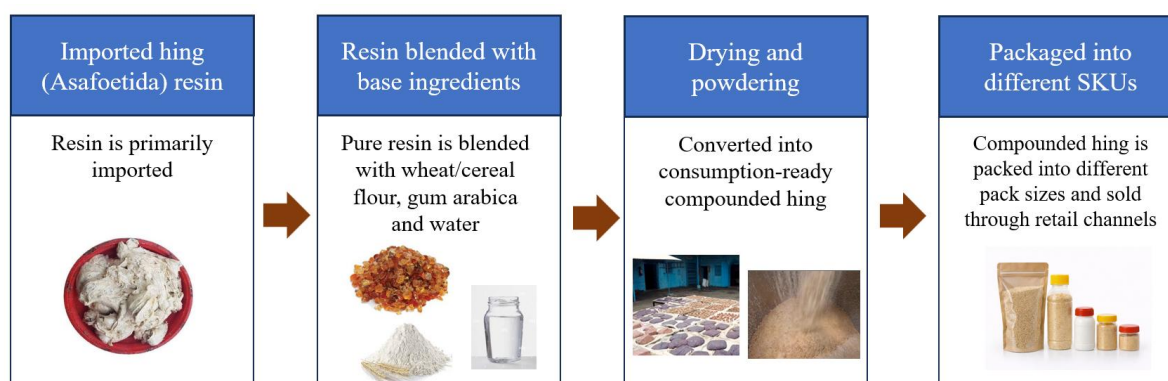 Imported hing
(Asafoetida) resin
Resin is primarily
imported
Resin blended with
base ingredients
Pure resin is blended
with wheat/cereal
flour, gum arabica
and water
Drying and
powdering
Converted into
consumption-ready
compounded hing
Packaged into
different SKUs
Compounded hing is
packed into different
pack sizes and sold
through retail channels